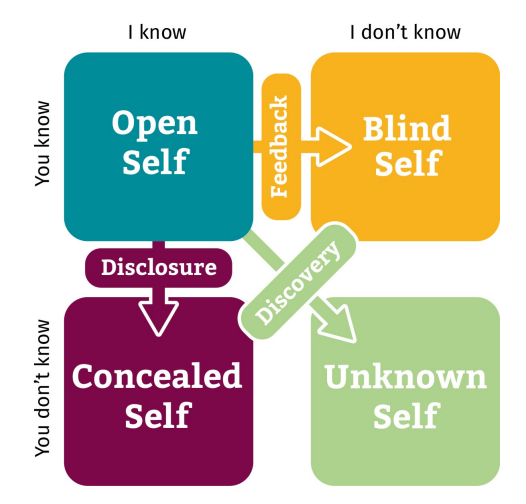 I know
I don’t know
You know
Open
Self
Feedback
Blind
Self
Disclosure
Discovery
You don’t know
Concealed
Self
Unknown
Self